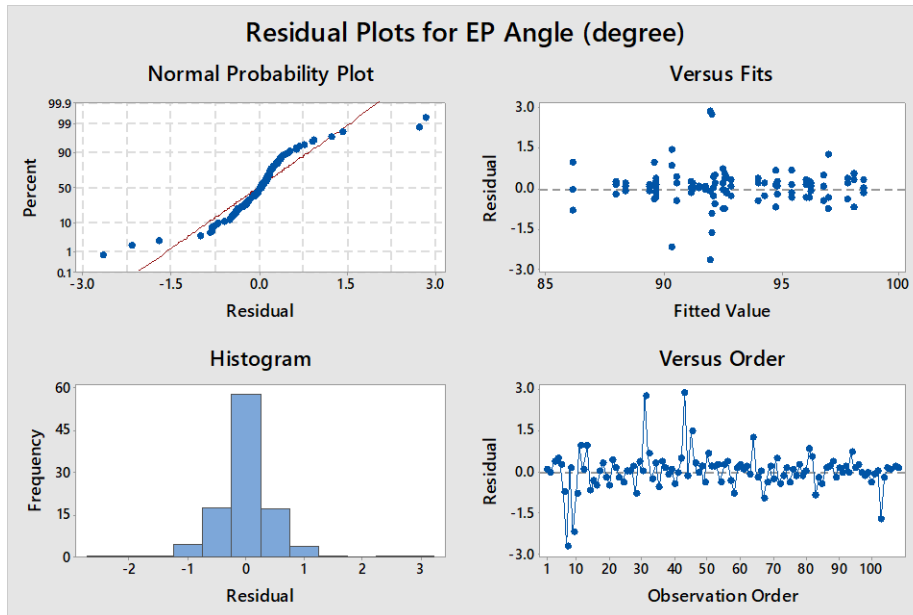 Residual Plots for EP Angle (degree)
Normal Probability Plot
99.9
99
90
50
10
1
0.1
Percent
-3.0 -1.5 0.0 1.5 3.0
Residual
Versus Fits
3.0
1.5
0.0
-1.5
-3.0
Residual
85 90 95 100
Fitted Value
Histogram
60
45
30
15
0
Frequency
-2 -1 0 1 2 3
Residual
Versus Order
3.0
1.5
0.0
-1.5
-3.0
Residual
1 10 20 30 40 50 60 70 80 90 100
Observation Order